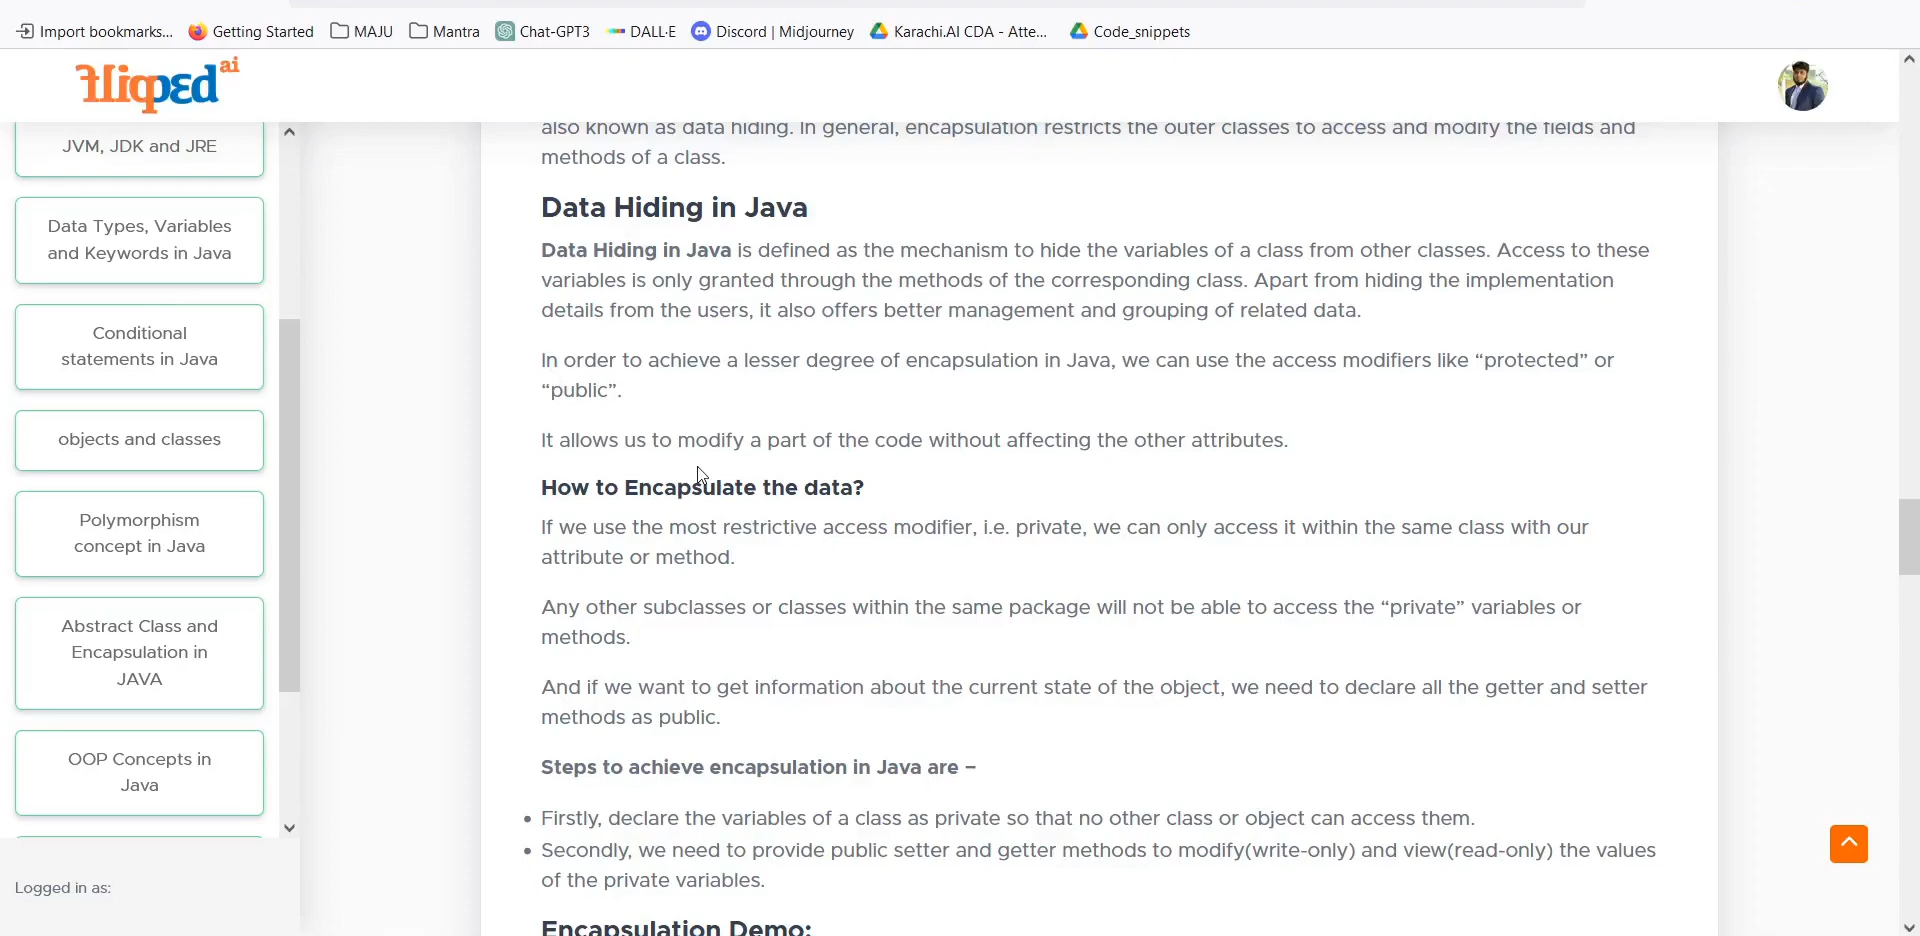 Import bookmarks... Getting Started MAJU Mantra Chat-GPT3 DALL·E Discord | Midjourney Karachi.AI CDA - Atte... Code_snippets
flipped ai
JVM, JDK and JRE
Data Types, Variables
and Keywords in Java
Conditional
statements in Java
objects and classes
Polymorphism
concept in Java
Abstract Class and
Encapsulation in
JAVA
OOP Concepts in
Java
Logged in as:
also known as data hiding. In general, encapsulation restricts the outer classes to access and modify the fields and
methods of a class.
Data Hiding in Java
Data Hiding in Java is defined as the mechanism to hide the variables of a class from other classes. Access to these
variables is only granted through the methods of the corresponding class. Apart from hiding the implementation
details from the users, it also offers better management and grouping of related data.
In order to achieve a lesser degree of encapsulation in Java, we can use the access modifiers like “protected” or
“public”.
It allows us to modify a part of the code without affecting the other attributes.
How to Encapsulate the data?
If we use the most restrictive access modifier, i.e. private, we can only access it within the same class with our
attribute or method.
Any other subclasses or classes within the same package will not be able to access the “private” variables or
methods.
And if we want to get information about the current state of the object, we need to declare all the getter and setter
methods as public.
Steps to achieve encapsulation in Java are –
• Firstly, declare the variables of a class as private so that no other class or object can access them.
• Secondly, we need to provide public setter and getter methods to modify(write-only) and view(read-only) the values
of the private variables.
Encapsulation Demo: